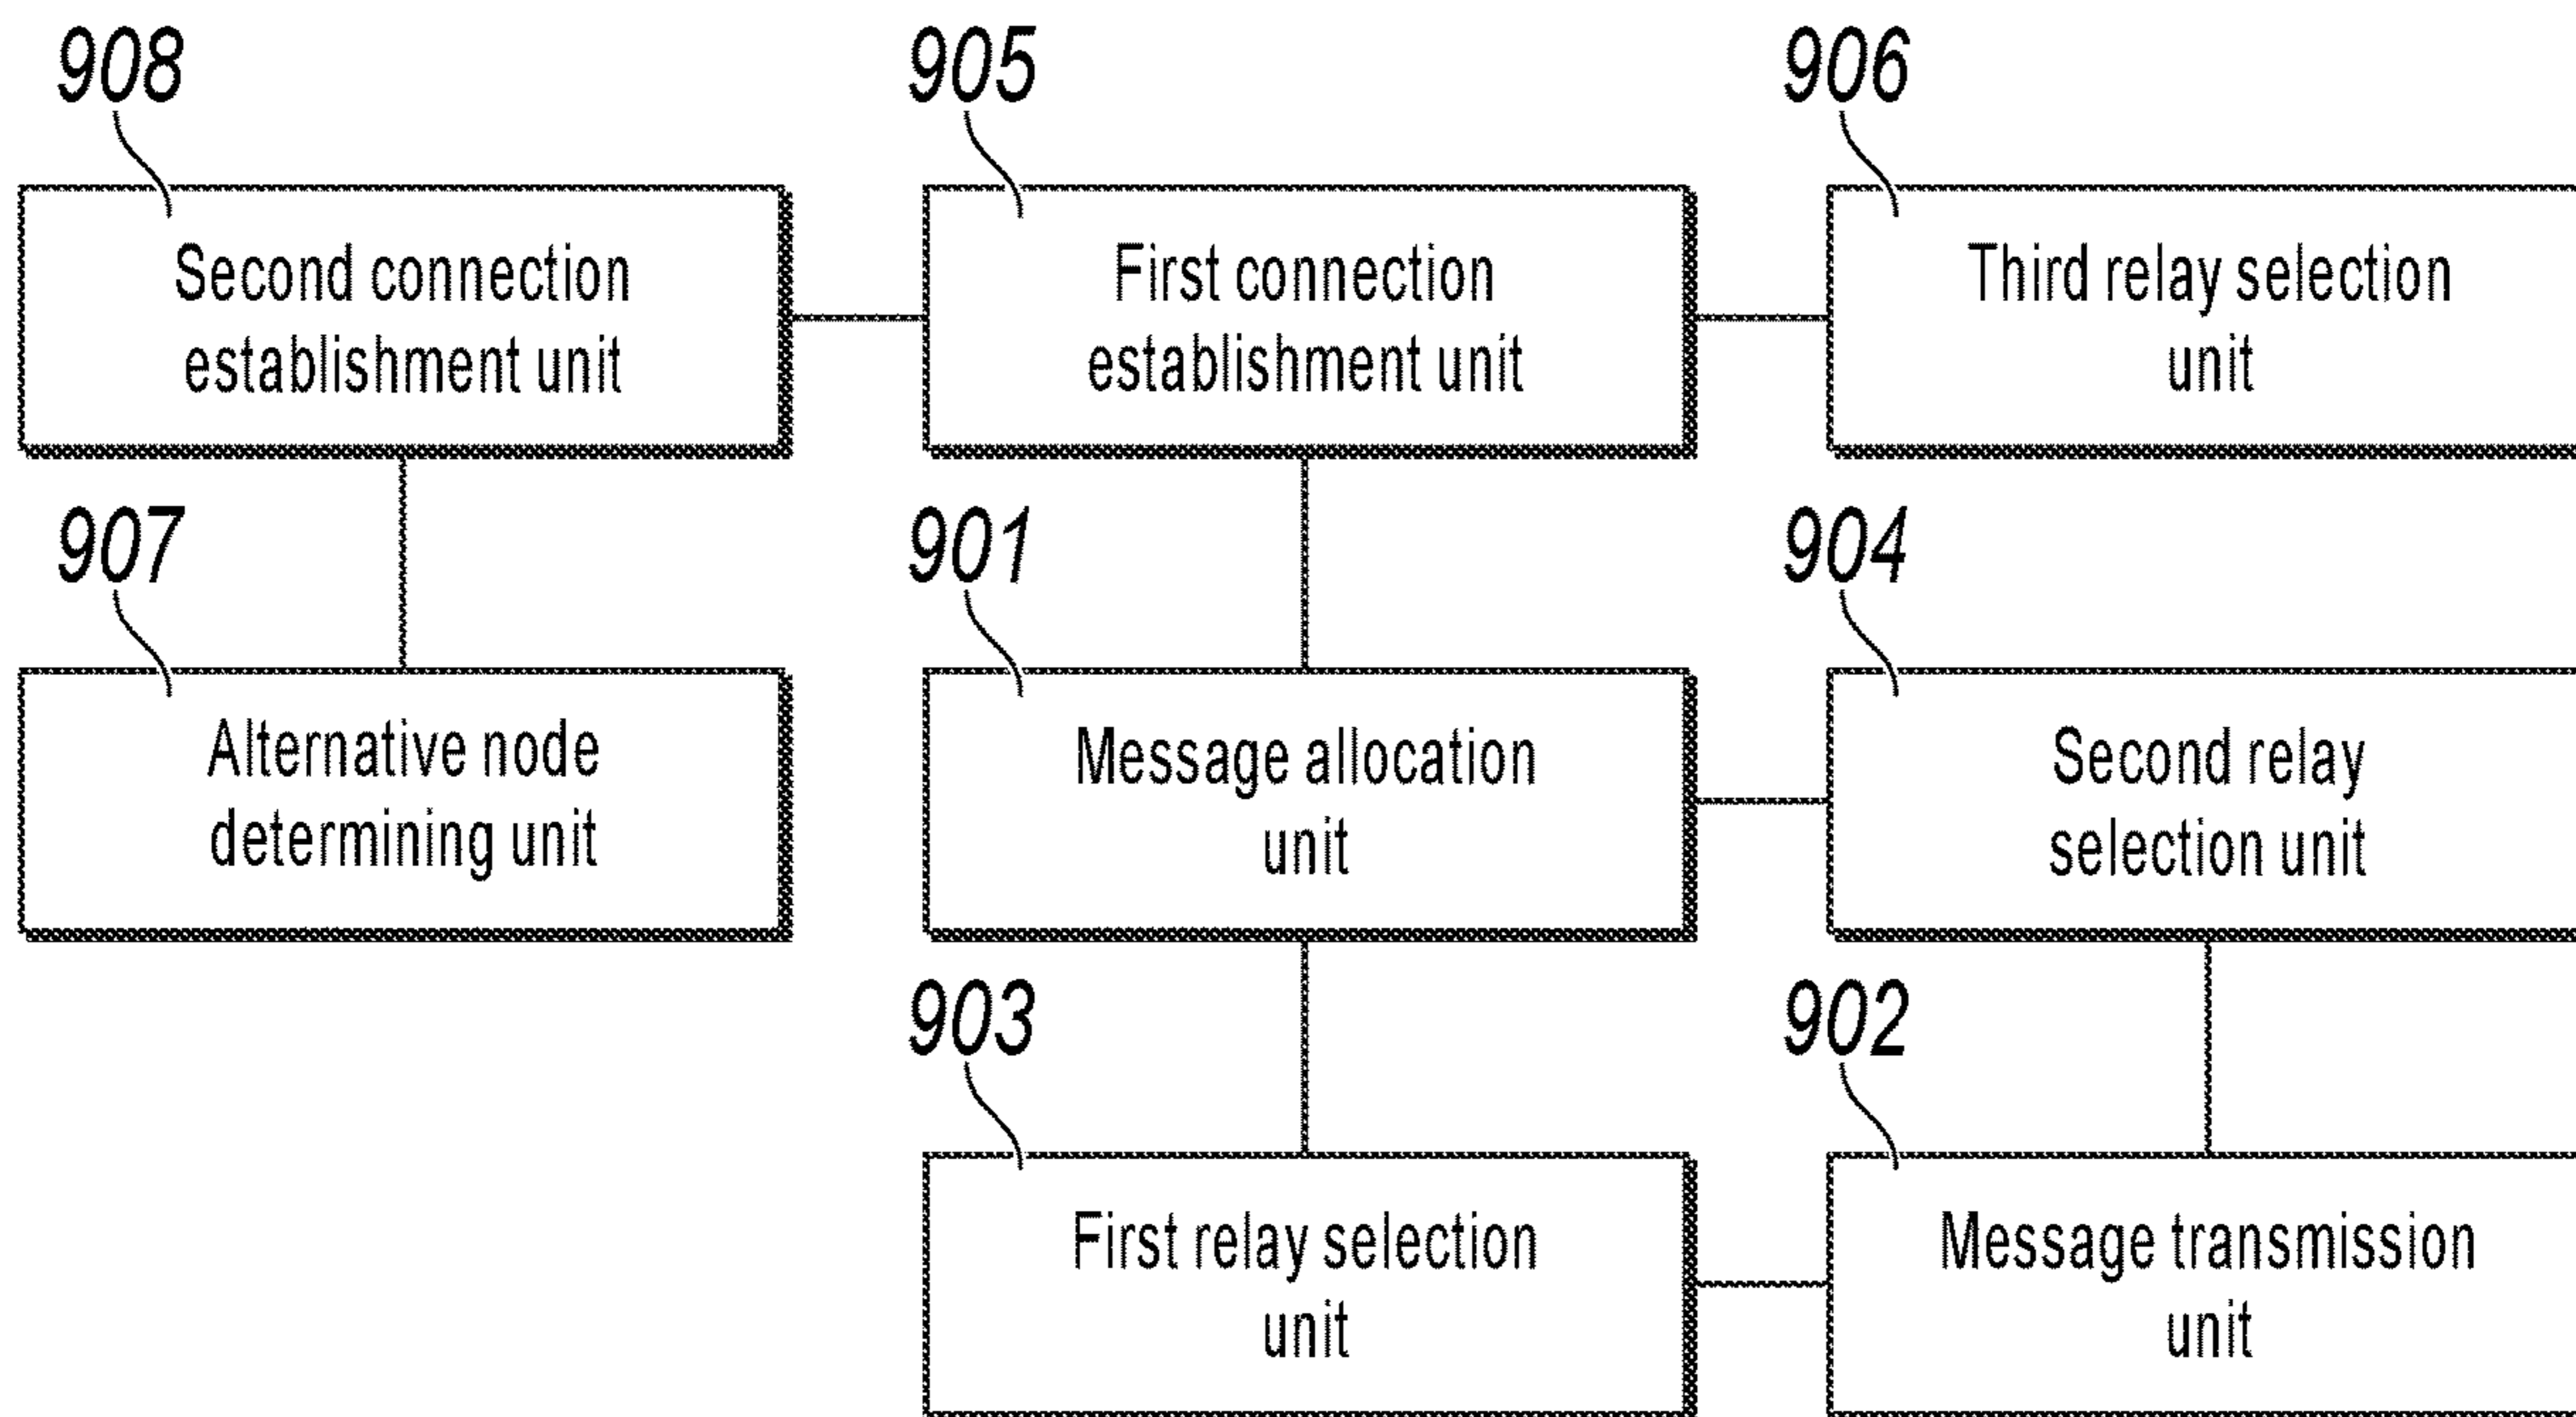 908
905
906
Second connection
establishment unit
First connection
establishment unit
Third relay selection
unit
907
901
904
Alternative node
determining unit
Message allocation
unit
Second relay
selection unit
903
902
First relay selection
unit
Message transmission
unit